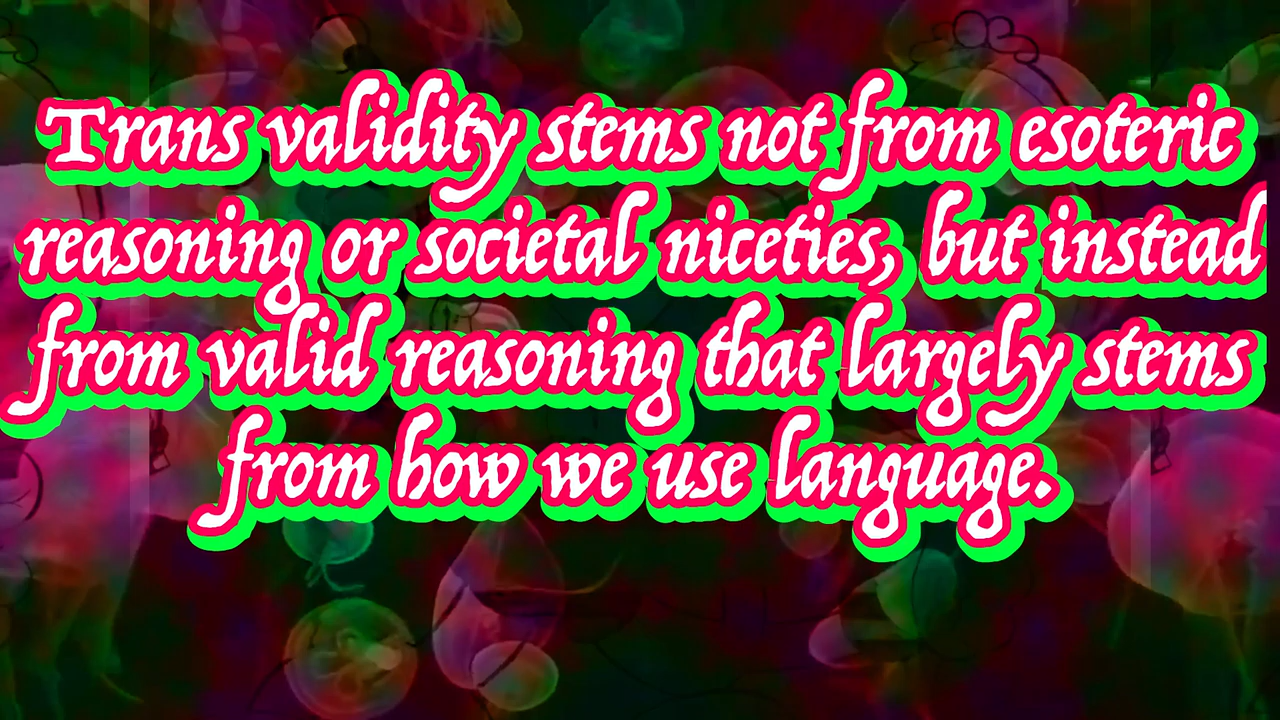 Trans validity stems not from esoteric
reasoning or societal niceties, but instead
from valid reasoning that largely stems
from how we use language.